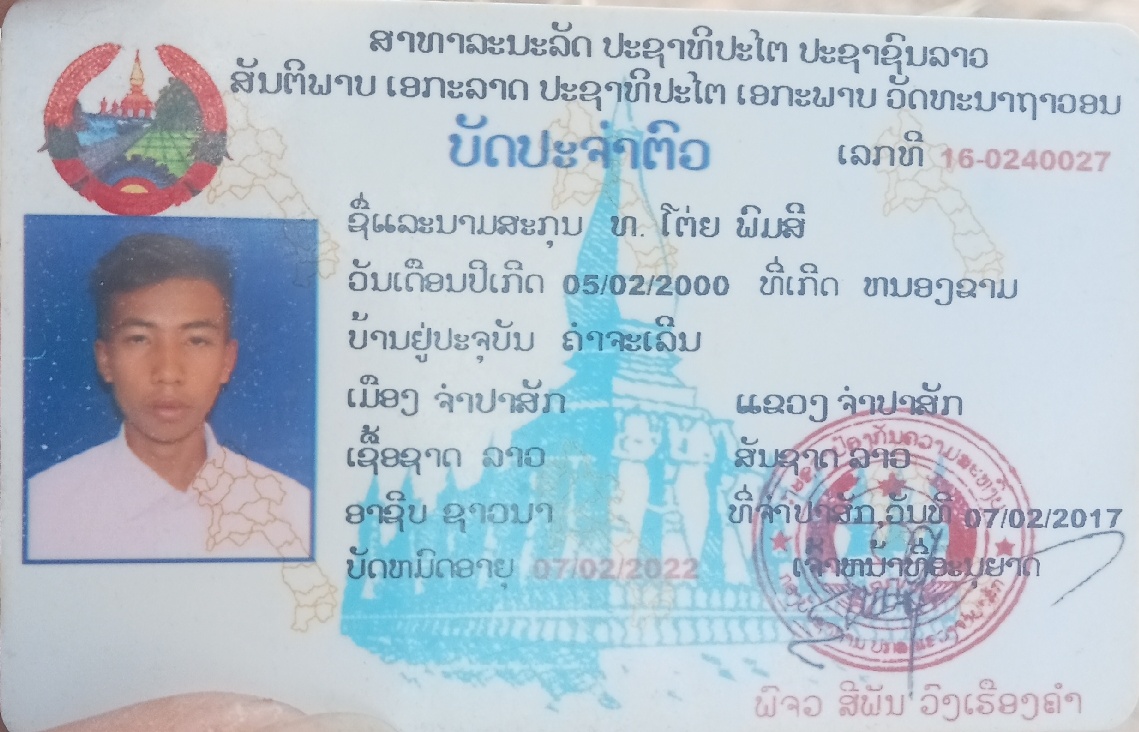 ສາທາລະນະລັດ ປະຊາທິປະໄຕ ປະຊາຊົນລາວ
ສັນຕິພາບ ເອກະລາດ ປະຊາທິປະໄຕ ເອກະພາບ ວັດທະນາຖາວອນ
ບັດປະຈຳຕົວ
ເລກທີ 16-0240027
ຊື່ແລະນາມສະກຸນ ທ. ໂຕ່ຍ ພິມສີ
ວັນເດືອນປີເກີດ 05/02/2000 ທີ່ເກີດ ຫນອງຂາມ
ບ້ານຢູ່ປະຈຸບັນ ຄຳຈະເລີນ
ເມືອງ ຈຳປາສັກ ແຂວງ ຈຳປາສັກ
ເຊື້ອຊາດ ລາວ ສັນຊາດ ລາວ
ອາຊີບ ຊາວນາ ທີ່ຈຳປາສັກ,ວັນທີ 07/02/2017
ບັດຫມົດອາຍຸ 07/02/2022 ເຈົ້າຫນ້າທີ່ອະນຸຍາດ
ພົຈວ ສີພັນ ວົງເຮືອງຄຳ